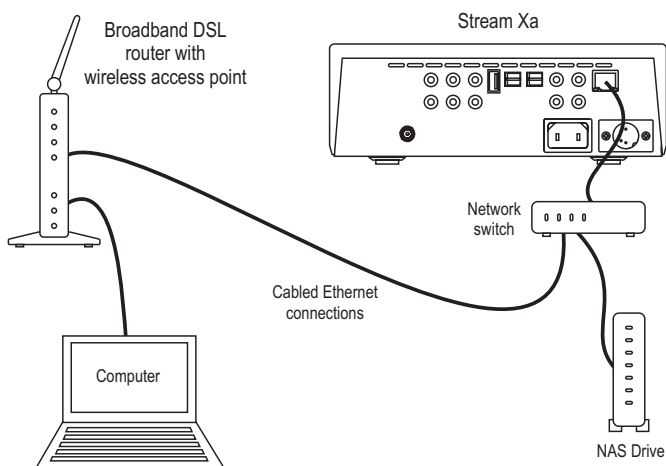 Broadband DSL
router with
wireless access point
Stream Xa
Network
switch
Cabled Ethernet
connections
Computer
NAS Drive